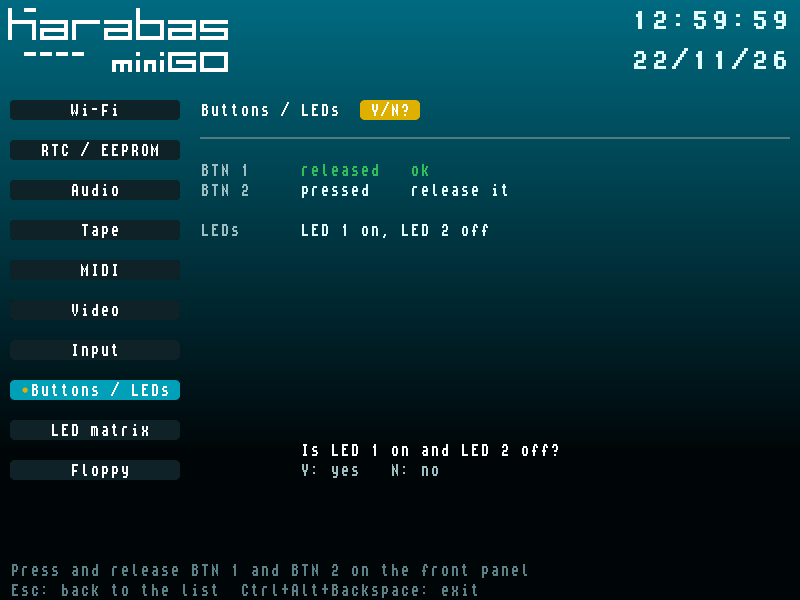 harabas
miniGO
12:59:59
22/11/26
Wi-Fi
RTC / EEPROM
Audio
Tape
MIDI
Video
Input
Buttons / LEDs
LED matrix
Floppy
Buttons / LEDs Y/N?
BTN 1 released ok
BTN 2 pressed release it
LEDs LED 1 on, LED 2 off
Is LED 1 on and LED 2 off?
Y: yes N: no
Press and release BTN 1 and BTN 2 on the front panel
Esc: back to the list Ctrl+Alt+Backspace: exit